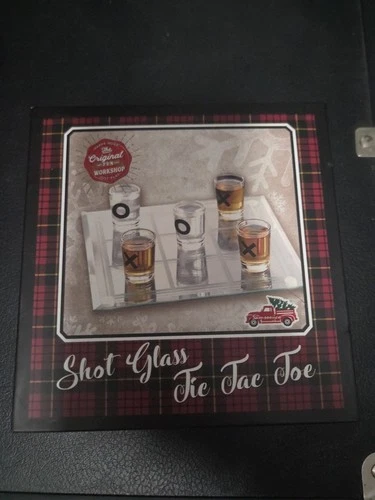 The
Original
FUN
WORKSHOP
O
O
X
X
X
Shot Glass
Tic Tac Toe